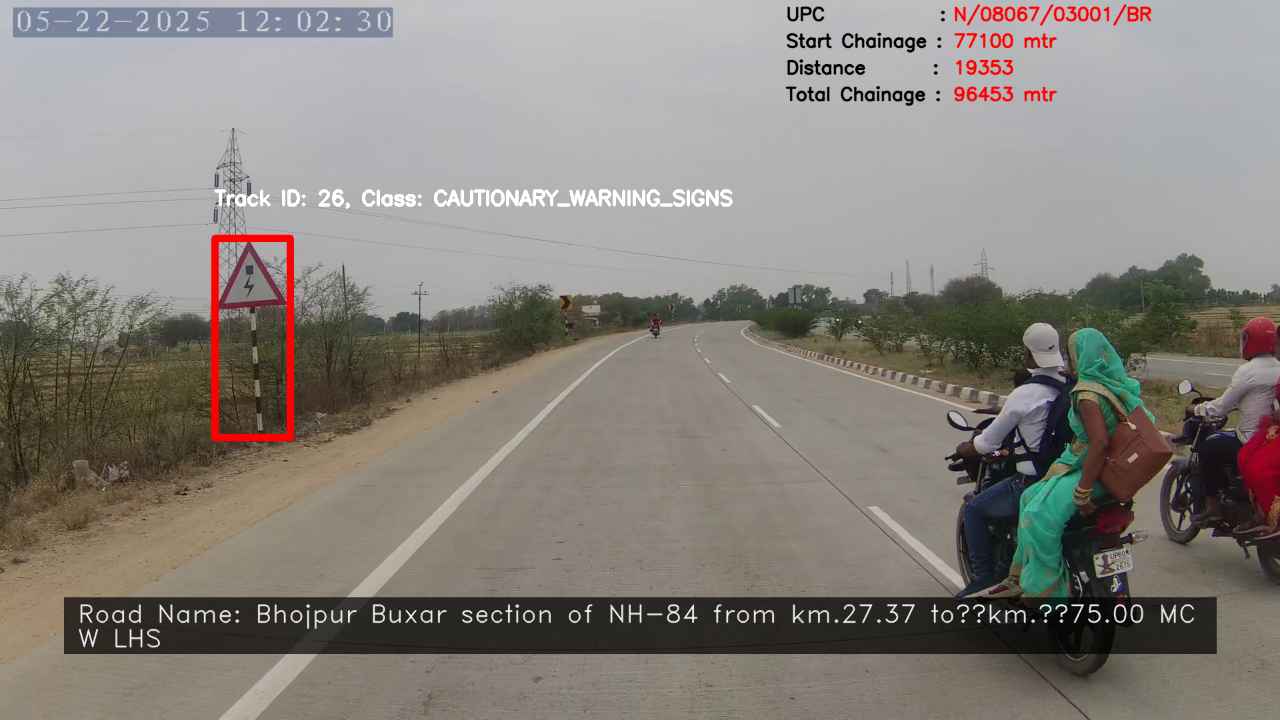 05-22-2025 12:02:30
UPC : N/08067/03001/BR
Start Chainage : 77100 mtr
Distance : 19353
Total Chainage : 96453 mtr
Track ID: 26, Class: CAUTIONARY_WARNING_SIGNS
Road Name: Bhojpur Buxar section of NH-84 from km.27.37 to??km.??75.00 MC
W LHS